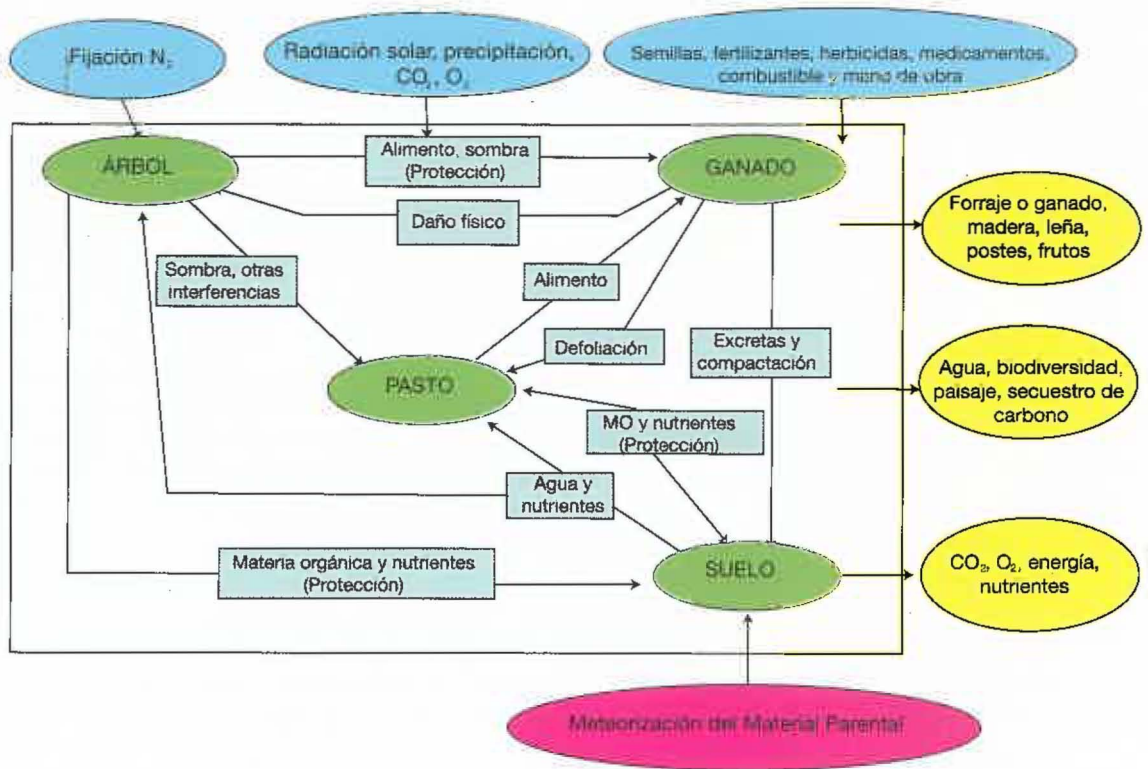 Fijación N₂
Radiación solar, precipitación,
CO₂, O₂
Semillas, fertilizantes, herbicidas, medicamentos,
combustible y mano de obra
ÁRBOL
Alimento, sombra
(Protección)
GANADO
Daño físico
Forraje o ganado,
madera, leña,
postes, frutos
Sombra, otras
interferencias
Alimento
Defoliación
Excretas y
compactación
PASTO
Agua, biodiversidad,
paisaje, secuestro de
carbono
MO y nutrientes
(Protección)
Agua y
nutrientes
Materia orgánica y nutrientes
(Protección)
SUELO
CO₂, O₂, energía,
nutrientes
Meteorización del Material Parental